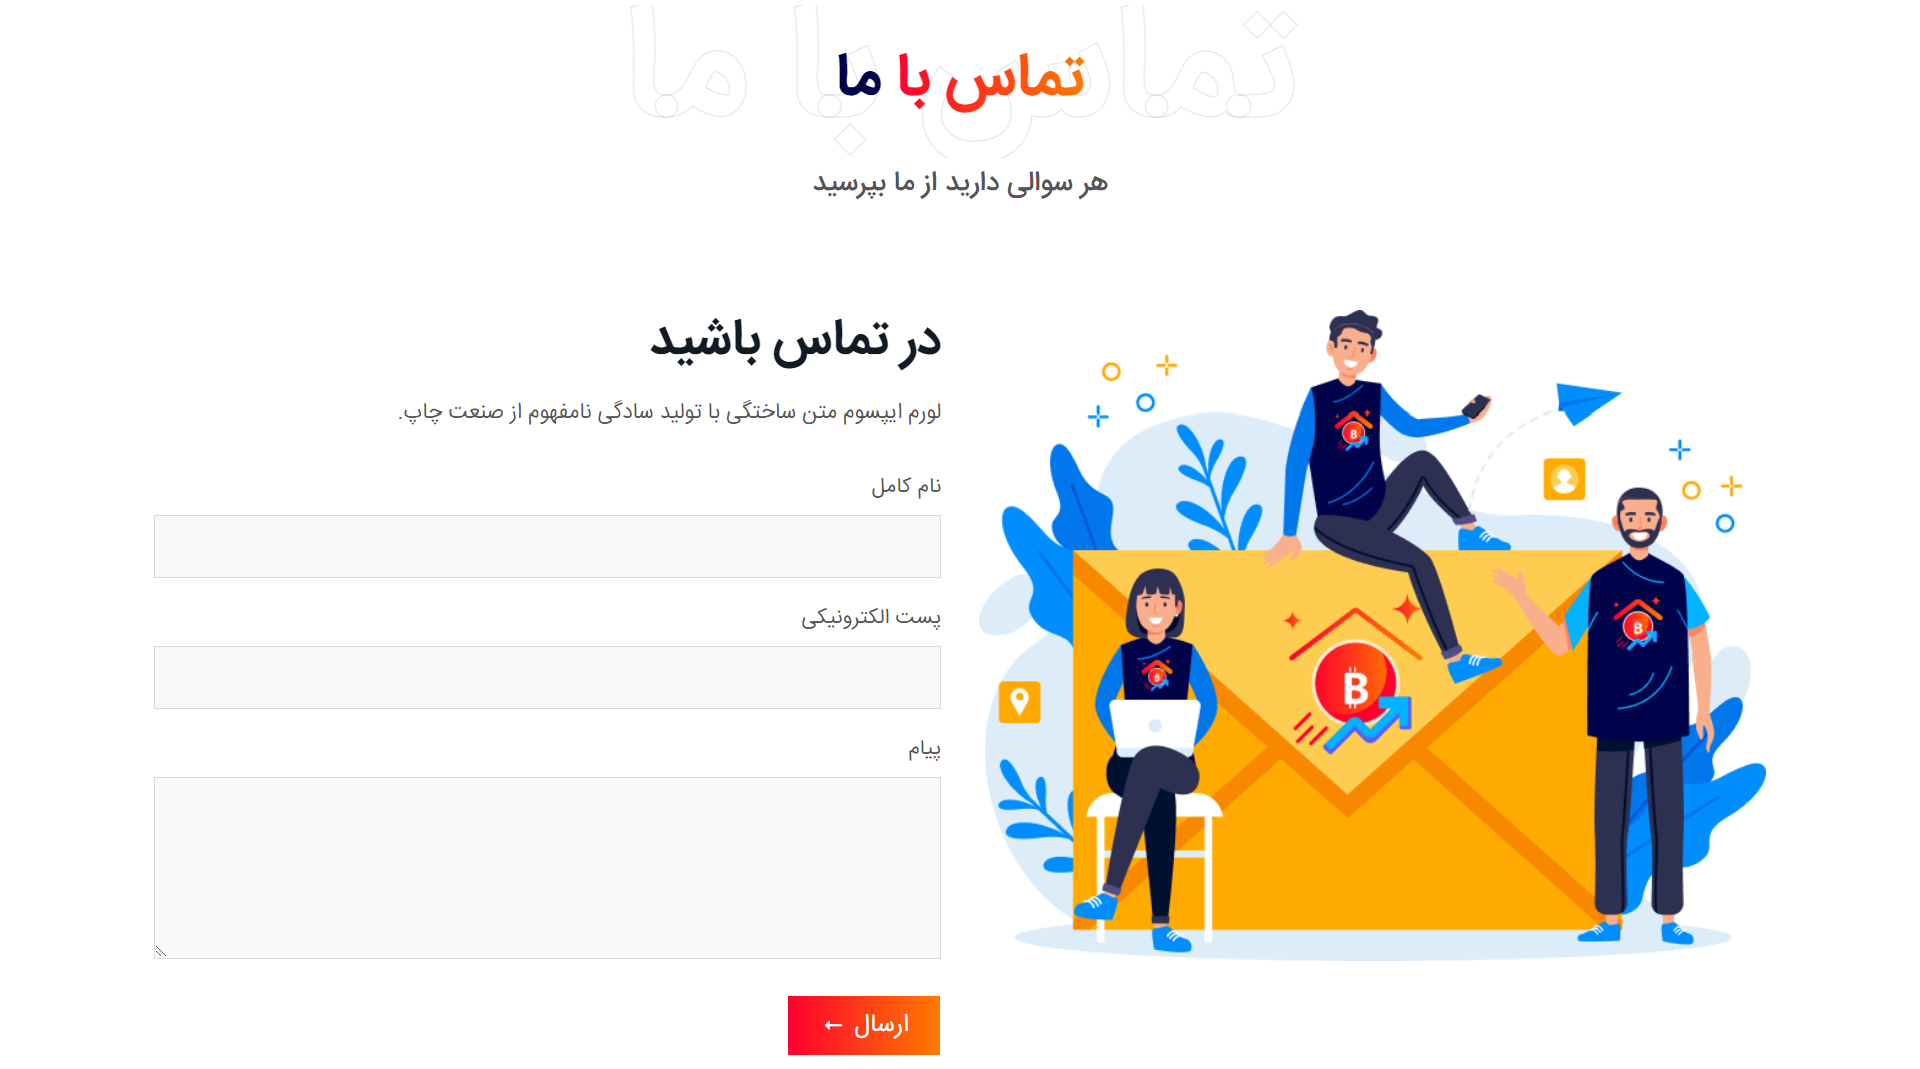 تماس با ما
تماس با ما
هر سوالی دارید از ما بپرسید
در تماس باشید
لورم ایپسوم متن ساختگی با تولید سادگی نامفهوم از صنعت چاپ.
نام کامل
پست الکترونیکی
پیام
ارسال ←